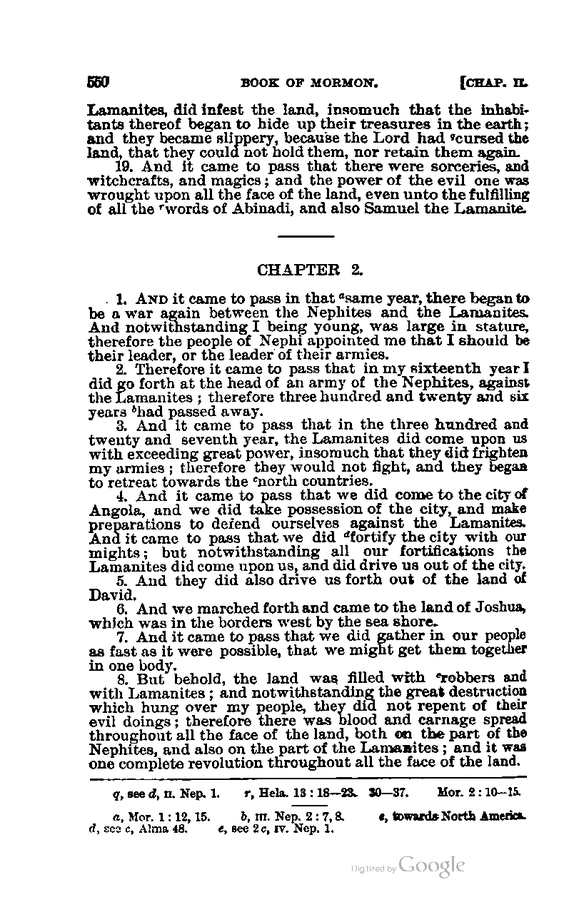 550 BOOK OF MORMON. [CHAP. II.
Lamanites, did infest the land, insomuch that the inhabi-
tants thereof began to hide up their treasures in the earth;
and they became slippery, because the Lord had qcursed the
land, that they could not hold them, nor retain them again.
19. And it came to pass that there were sorceries, and
witchcrafts, and magics; and the power of the evil one was
wrought upon all the face of the land, even unto the fulfilling
of all the rwords of Abinadi, and also Samuel the Lamanite.
CHAPTER 2.
1. AND it came to pass in that asame year, there began to
be a war again between the Nephites and the Lamanites.
And notwithstanding I being young, was large in stature,
therefore the people of Nephi appointed me that I should be
their leader, or the leader of their armies.
2. Therefore it came to pass that in my sixteenth year I
did go forth at the head of an army of the Nephites, against
the Lamanites; therefore three hundred and twenty and six
years bhad passed away.
3. And it came to pass that in the three hundred and
twenty and seventh year, the Lamanites did come upon us
with exceeding great power, insomuch that they did frighten
my armies; therefore they would not fight, and they began
to retreat towards the cnorth countries.
4. And it came to pass that we did come to the city of
Angola, and we did take possession of the city, and make
preparations to defend ourselves against the Lamanites.
And it came to pass that we did dfortify the city with our
mights; but notwithstanding all our fortifications the
Lamanites did come upon us, and did drive us out of the city.
5. And they did also drive us forth out of the land of
David.
6. And we marched forth and came to the land of Joshua,
which was in the borders west by the sea shore.
7. And it came to pass that we did gather in our people
as fast as it were possible, that we might get them together
in one body.
8. But behold, the land was filled with erobbers and
with Lamanites; and notwithstanding the great destruction
which hung over my people, they did not repent of their
evil doings; therefore there was blood and carnage spread
throughout all the face of the land, both on the part of the
Nephites, and also on the part of the Lamanites; and it was
one complete revolution throughout all the face of the land.
q, see d, II. Nep. 1. r, Hela. 13:18—23. 30—37. Mor. 2:10—15.
a, Mor. 1:12, 15. b, III. Nep. 2:7, 8. c, towards North America.
d, see c, Alma 48. e, see 2c, IV. Nep. 1.
Digitized by Google